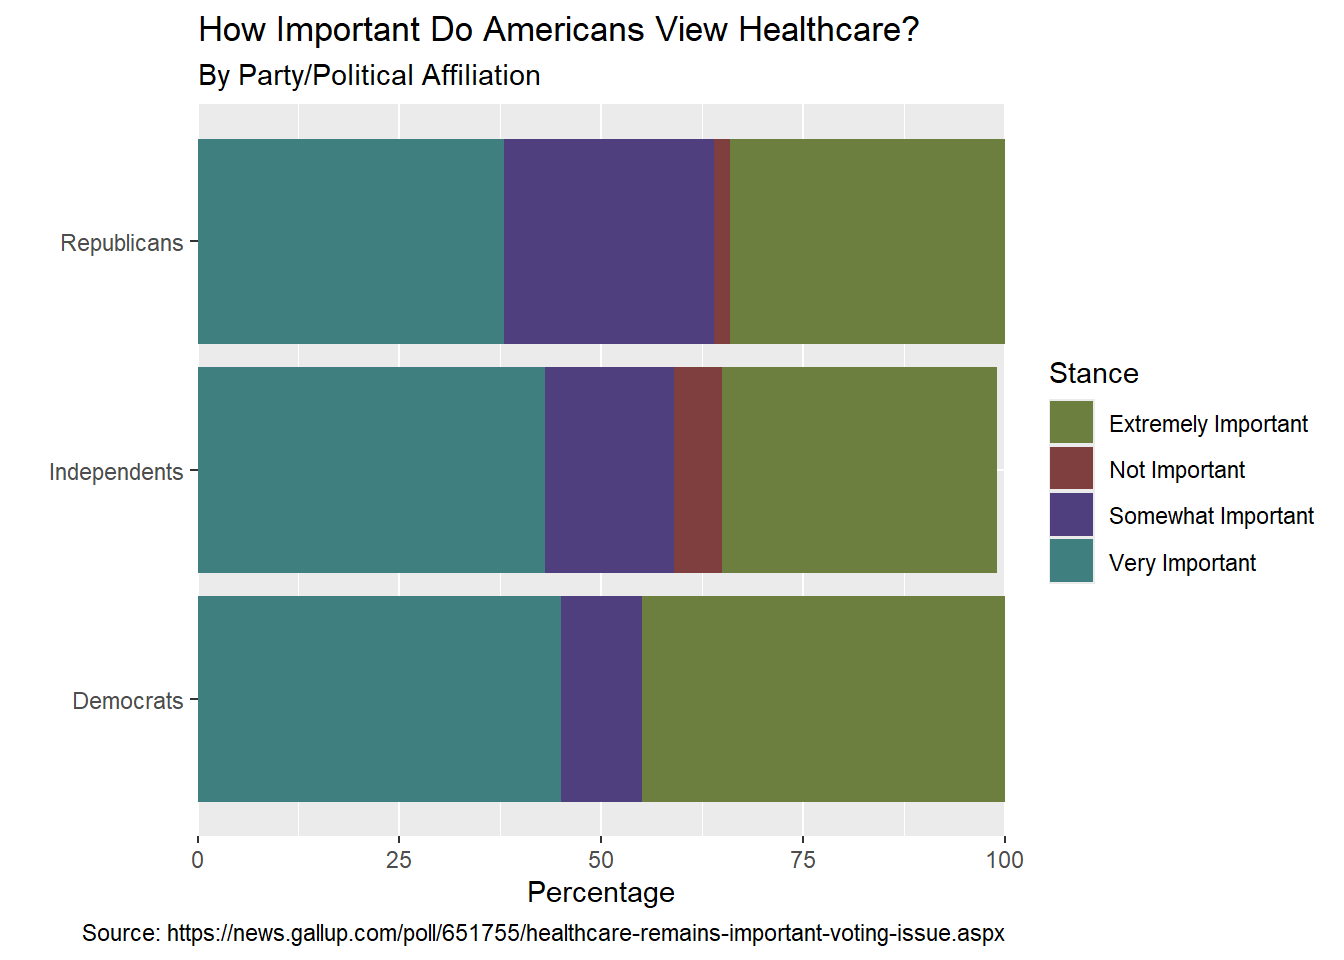 How Important Do Americans View Healthcare?
By Party/Political Affiliation
Republicans
Independents
Democrats
0 25 50 75 100
Percentage
Stance
Extremely Important
Not Important
Somewhat Important
Very Important
Source: https://news.gallup.com/poll/651755/healthcare-remains-important-voting-issue.aspx